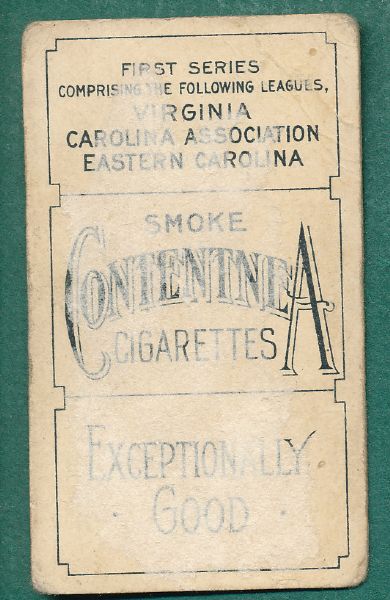 FIRST SERIES
COMPRISING THE FOLLOWING LEAGUES,
VIRGINIA
CAROLINA ASSOCIATION
EASTERN CAROLINA
SMOKE
CONTENTNEA
CIGARETTES
EXCEPTIONALLY
· GOOD ·